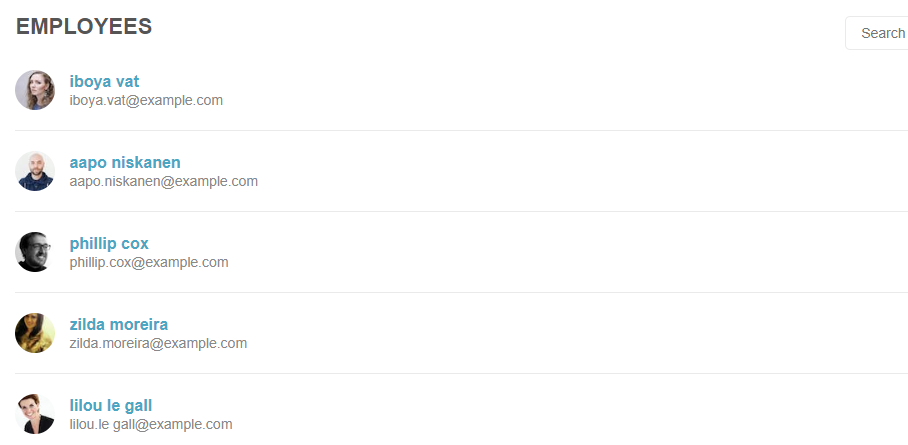 EMPLOYEES
Search
iboya vat
iboya.vat@example.com
aapo niskanen
aapo.niskanen@example.com
phillip cox
phillip.cox@example.com
zilda moreira
zilda.moreira@example.com
lilou le gall
lilou.le gall@example.com